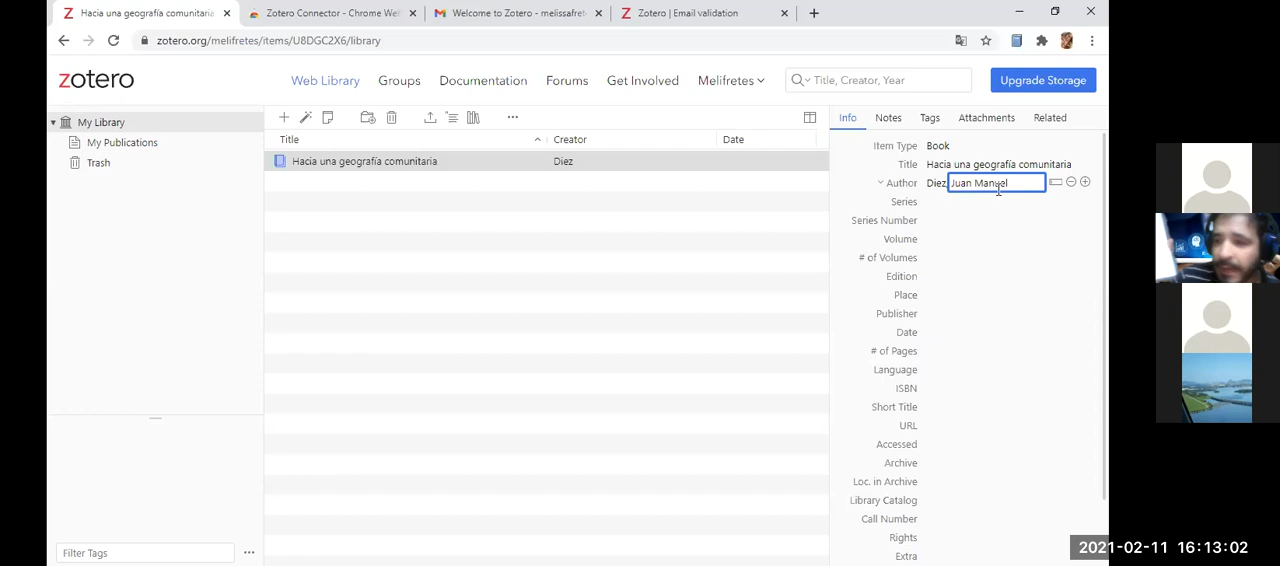 Hacia una geografía comunitaria
Zotero Connector - Chrome Wel
Welcome to Zotero - melissafret
Zotero | Email validation
zotero.org/melifretes/items/U8DGC2X6/library
zotero
Web Library
Groups
Documentation
Forums
Get Involved
Melifretes
Title, Creator, Year
Upgrade Storage
My Library
My Publications
Trash
Title
Creator
Date
Hacia una geografía comunitaria
Diez
Filter Tags
Info
Notes
Tags
Attachments
Related
Item Type Book
Title Hacia una geografía comunitaria
Author Diez, Juan Manuel
Series
Series Number
Volume
# of Volumes
Edition
Place
Publisher
Date
# of Pages
Language
ISBN
Short Title
URL
Accessed
Archive
Loc. in Archive
Library Catalog
Call Number
Rights
Extra
2021-02-11 16:13:02